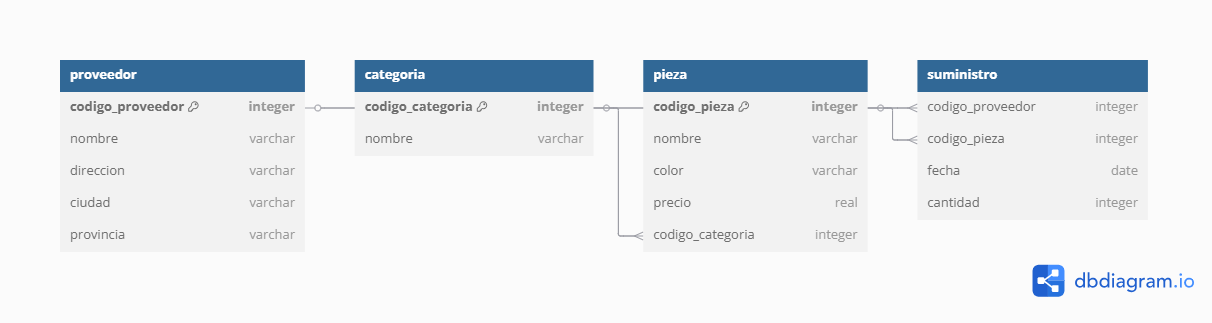 proveedor
codigo_proveedor integer
nombre varchar
direccion varchar
ciudad varchar
provincia varchar
categoria
codigo_categoria integer
nombre varchar
pieza
codigo_pieza integer
nombre varchar
color varchar
precio real
codigo_categoria integer
suministro
codigo_proveedor integer
codigo_pieza integer
fecha date
cantidad integer
dbdiagram.io